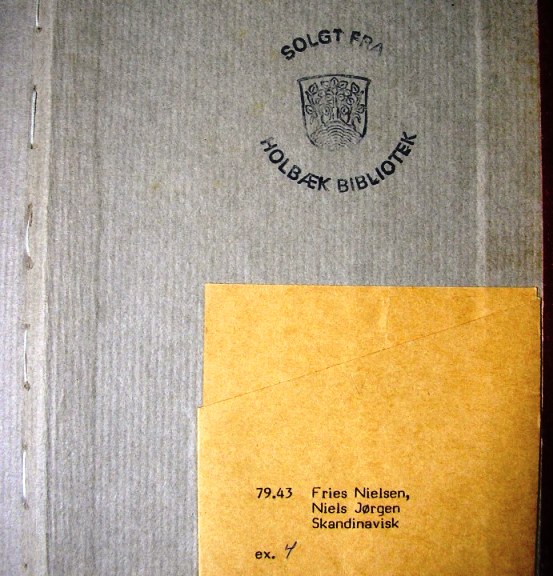 SOLGT FRA
HOLBÆK BIBLIOTEK
79.43 Fries Nielsen,
Niels Jørgen
Skandinavisk
ex. 4